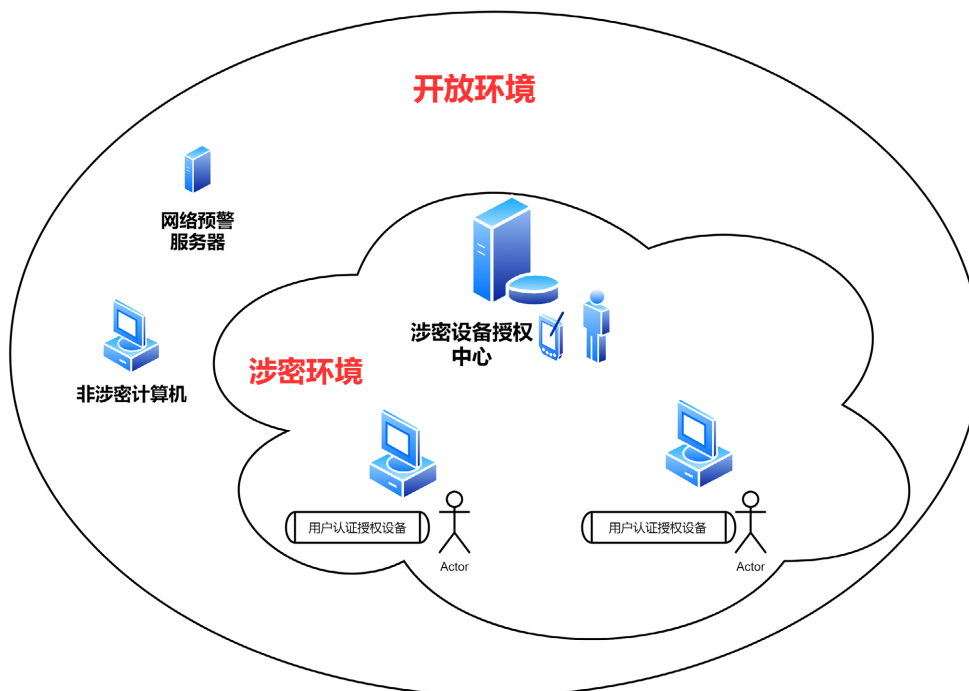 开放环境
网络预警
服务器
涉密设备授权
中心
涉密环境
非涉密计算机
用户认证授权设备
用户认证授权设备
Actor
Actor